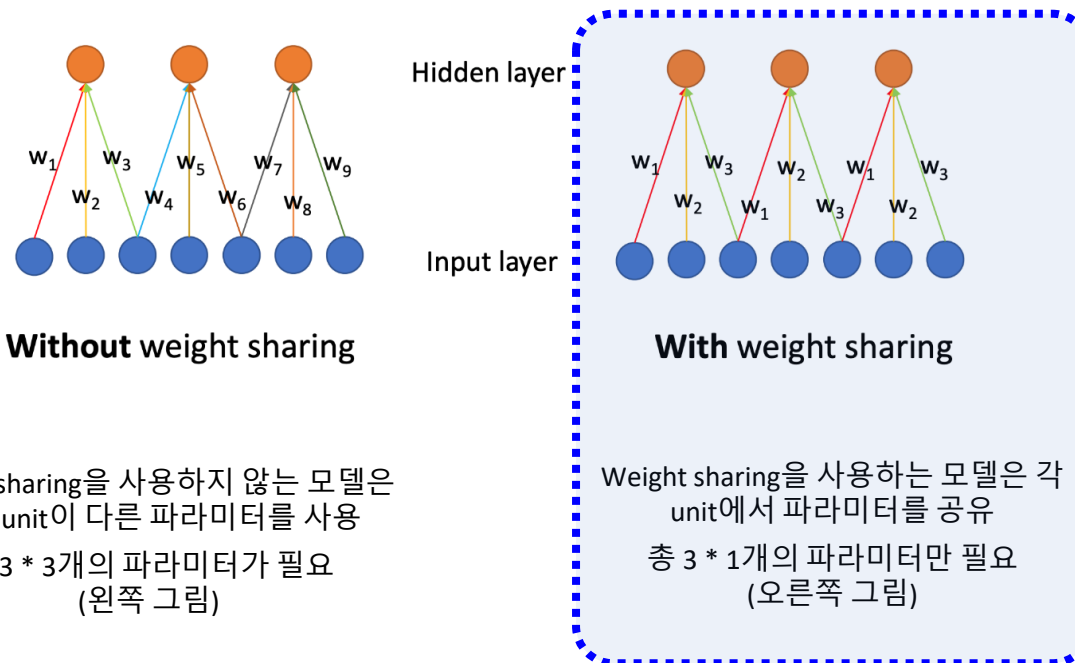 Hidden layer
w1 w3 w5 w7 w9
w2 w4 w6 w8
w1 w3 w2 w1 w3
w2 w1 w3 w2
Input layer
Without weight sharing
With weight sharing
sharing을 사용하지 않는 모델은
unit이 다른 파라미터를 사용
3 * 3개의 파라미터가 필요
(왼쪽 그림)
Weight sharing을 사용하는 모델은 각
unit에서 파라미터를 공유
총 3 * 1개의 파라미터만 필요
(오른쪽 그림)